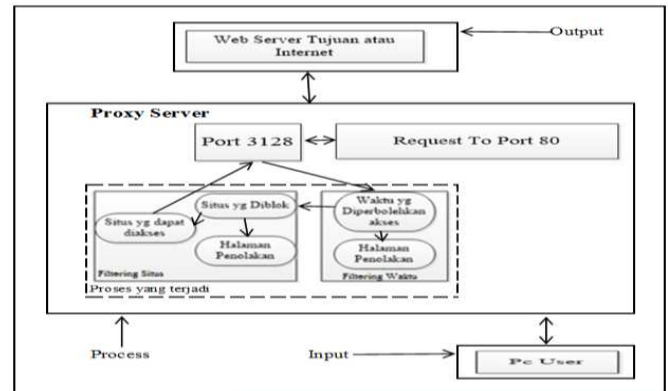 Web Server Tujuan atau
Internet
Output
Proxy Server
Port 3128
Request To Port 80
Situs yg Diblok
Waktu yg
Diperbolehkan
akses
Situs yg dapat
diakses
Halaman
Penolakan
Halaman
Penolakan
Filtering Situs
Filtering Waktu
Proses yang terjadi
Process
Input
Pc User